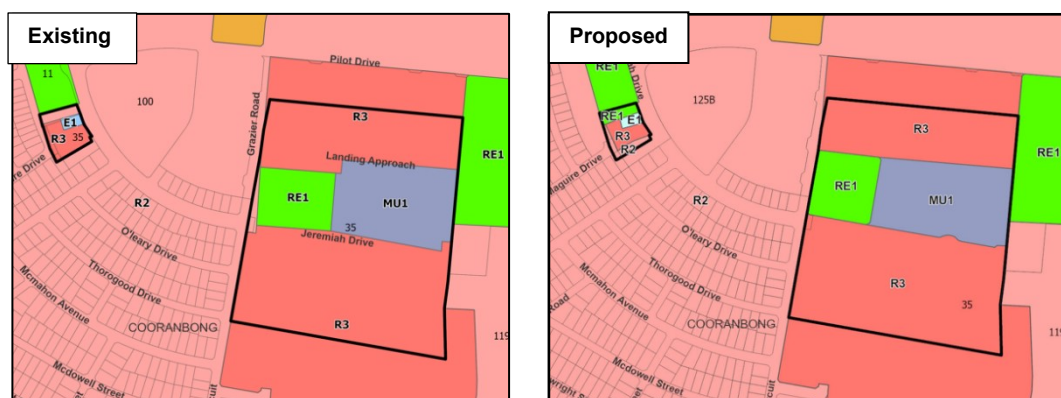 Existing
Pilot Drive
11
100
Grazier Road
R3
E1
R3
35
RE1
Landing Approach
RE1
MU1
R2
35
Jeremiah Drive
O'leary Drive
Thorogood Drive
Mcmahon Avenue
COORANBONG
R3
119
Mcdowell Street
Proposed
RE1
125B
RE1
E1
R3
R2
R3
RE1
Maguire Drive
RE1
MU1
R2
O'leary Drive
Thorogood Drive
R3
35
Road
Mcmahon Avenue
COORANBONG
Mcdowell Street